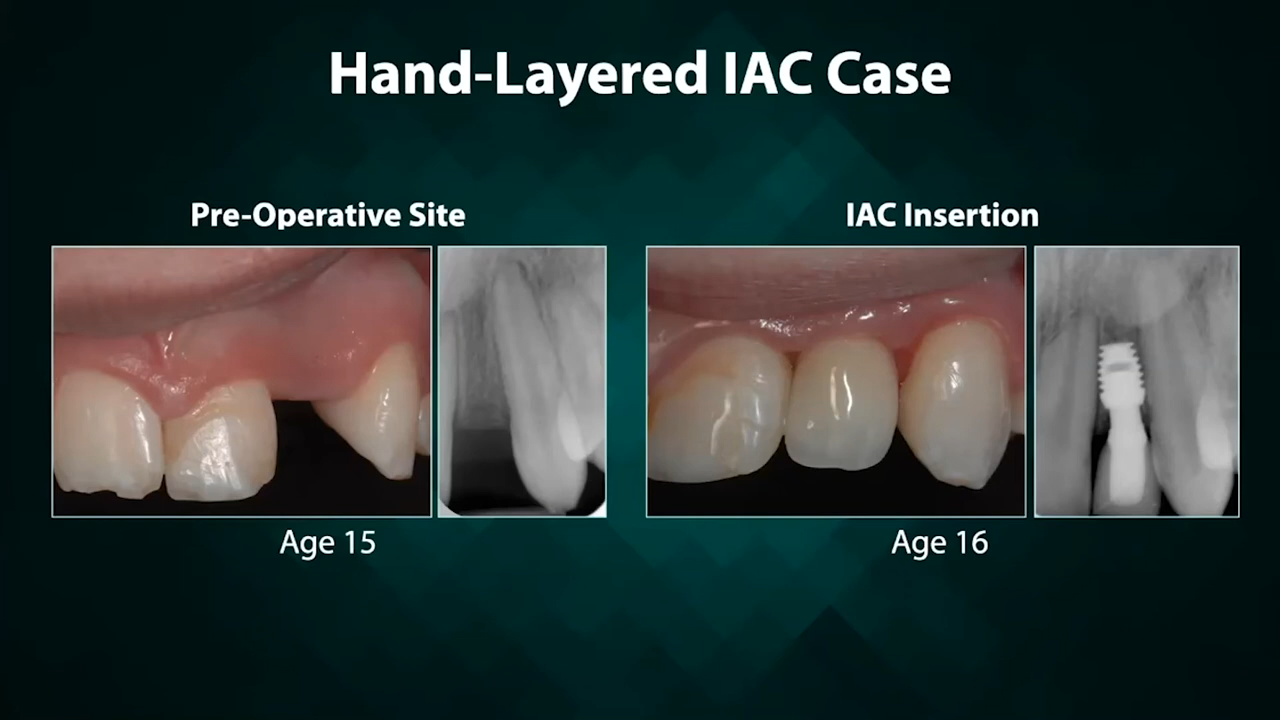 Hand-Layered IAC Case
Pre-Operative Site
IAC Insertion
Age 15
Age 16